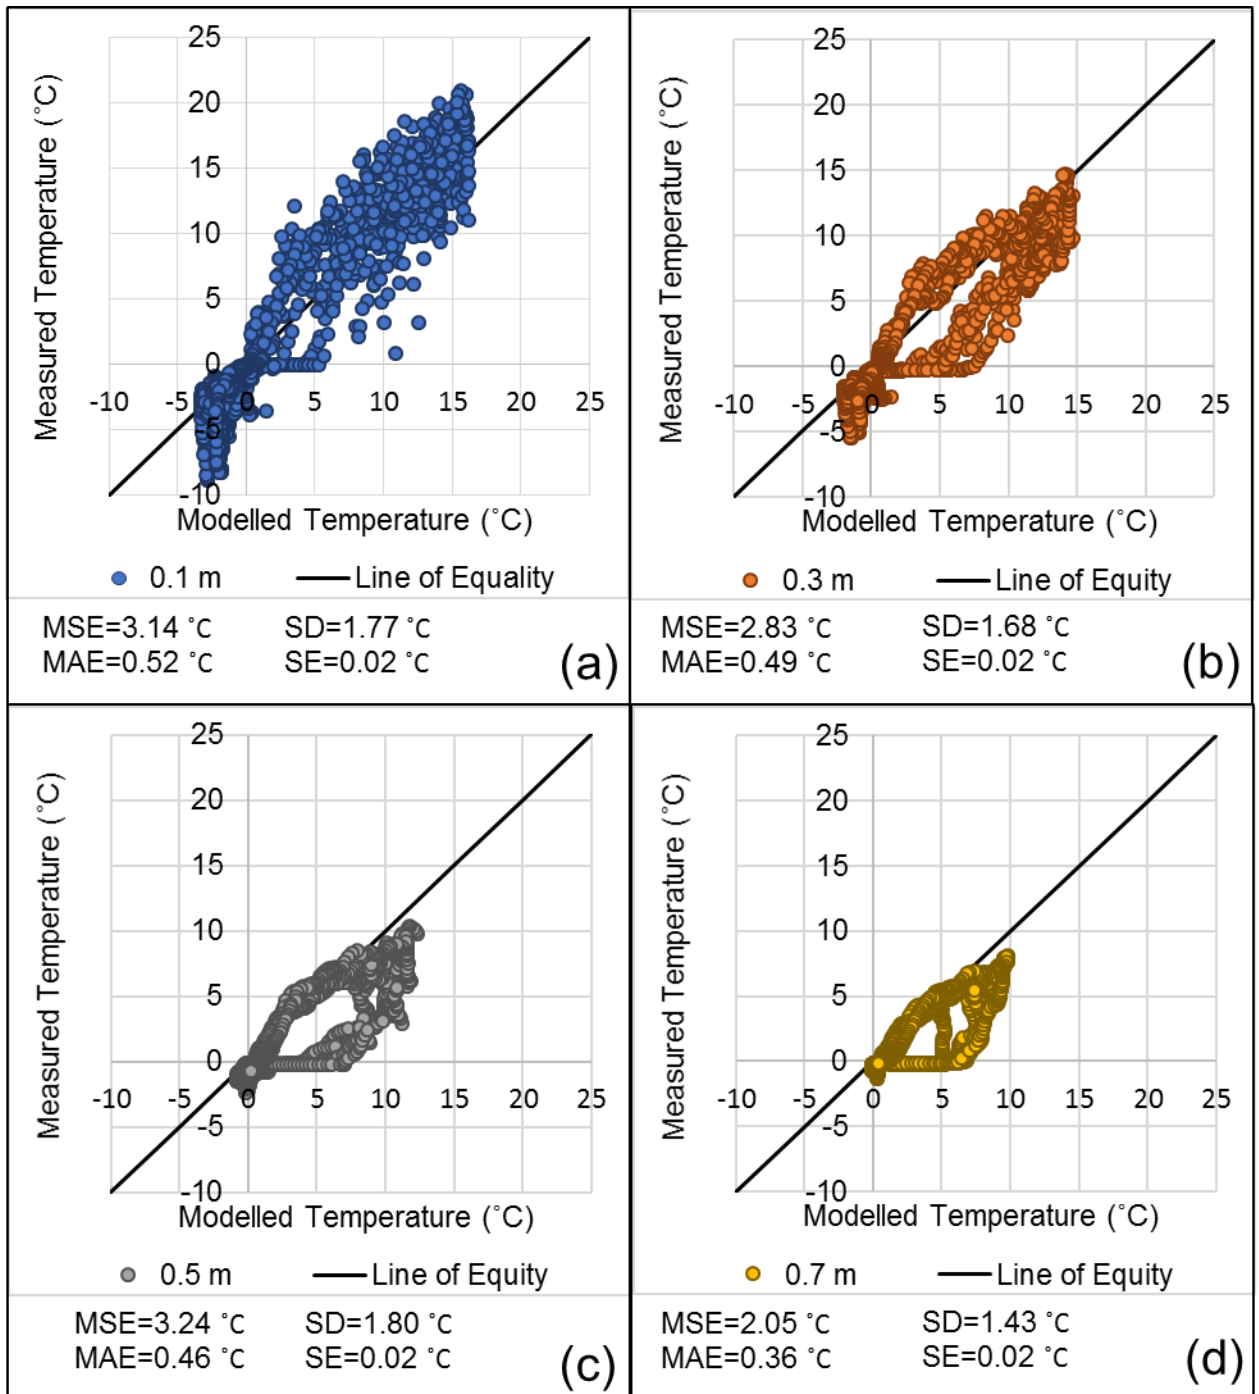 25
20
15
10
5
0
-5
-10
-10 -5 0 5 10 15 20 25
Measured Temperature (˚C)
Modelled Temperature (˚C)
0.1 m Line of Equality
MSE=3.14 ˚C SD=1.77 ˚C
MAE=0.52 ˚C SE=0.02 ˚C
(a)
25
20
15
10
5
0
-5
-10
-10 -5 0 5 10 15 20 25
Measured Temperature (˚C)
Modelled Temperature (˚C)
0.3 m Line of Equity
MSE=2.83 ˚C SD=1.68 ˚C
MAE=0.49 ˚C SE=0.02 ˚C
(b)
25
20
15
10
5
0
-5
-10
-10 -5 0 5 10 15 20 25
Measured Temperature (˚C)
Modelled Temperature (˚C)
0.5 m Line of Equity
MSE=3.24 ˚C SD=1.80 ˚C
MAE=0.46 ˚C SE=0.02 ˚C
(c)
25
20
15
10
5
0
-5
-10
-10 -5 0 5 10 15 20 25
Measured Temperature (˚C)
Modelled Temperature (˚C)
0.7 m Line of Equity
MSE=2.05 ˚C SD=1.43 ˚C
MAE=0.36 ˚C SE=0.02 ˚C
(d)